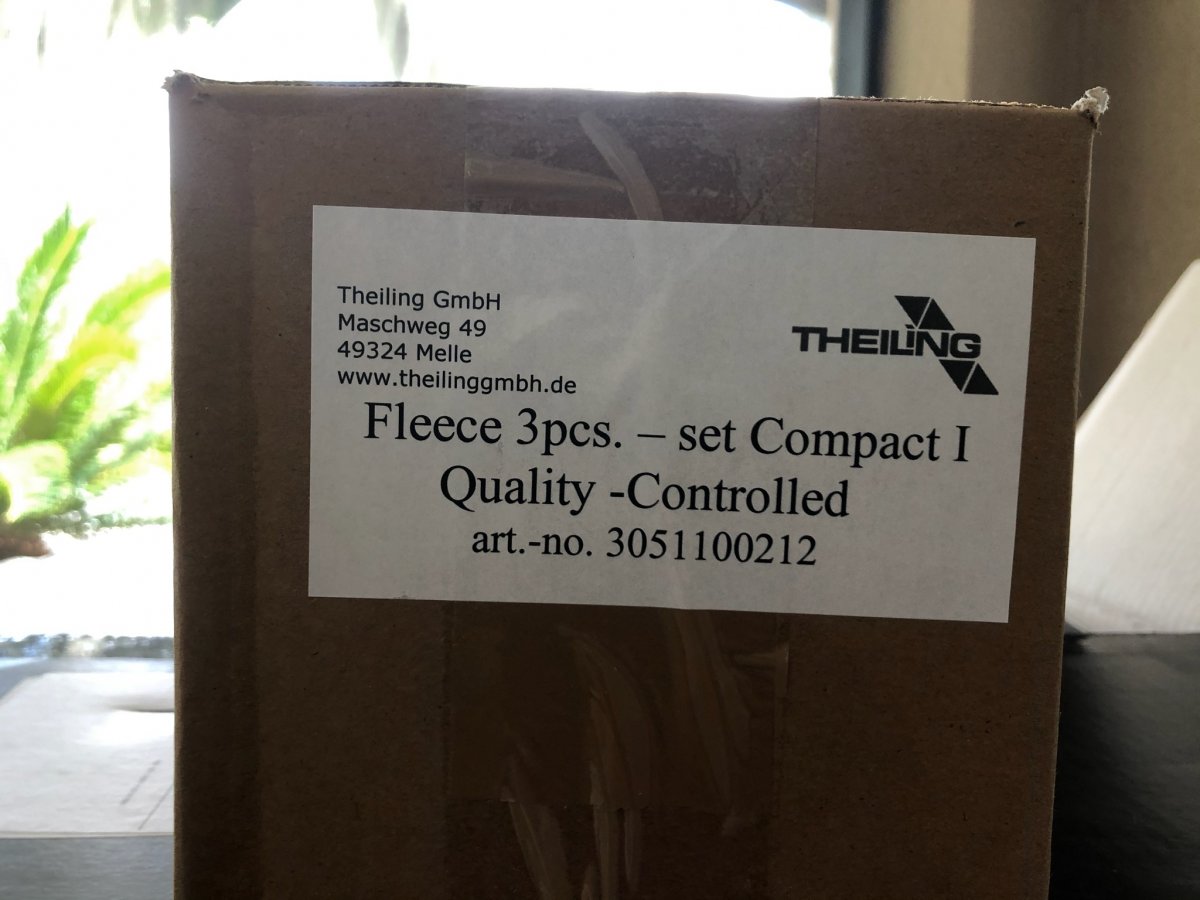 Theiling GmbH
Maschweg 49
49324 Melle
www.theilinggmbh.de
THEILING
Fleece 3pcs. – set Compact I
Quality -Controlled
art.-no. 3051100212